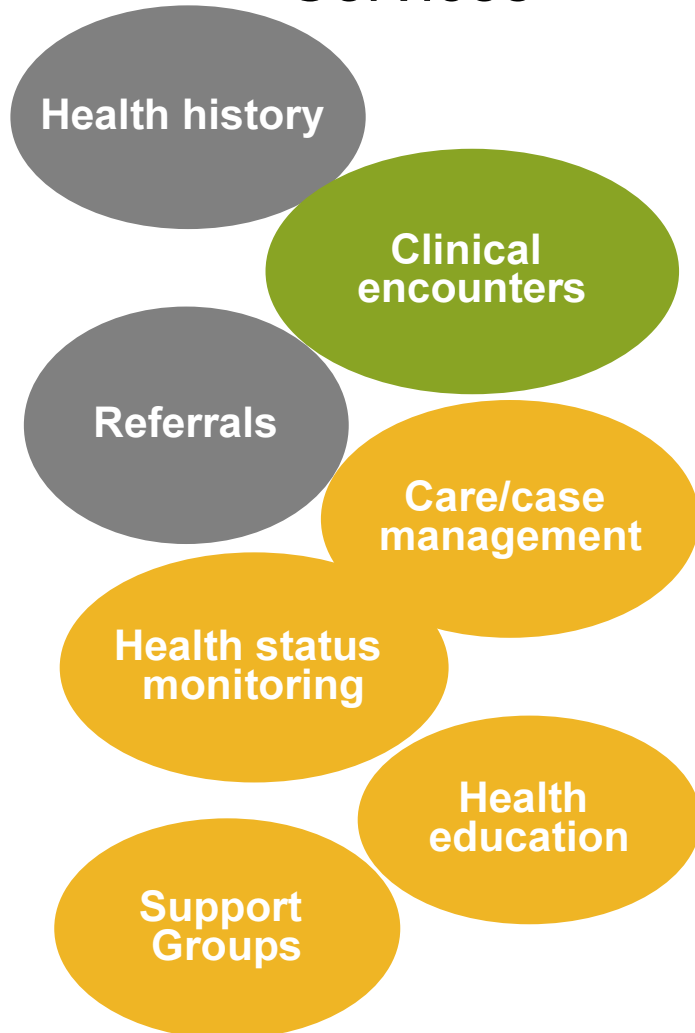 Health history
Clinical
encounters
Referrals
Care/case
management
Health status
monitoring
Health
education
Support
Groups